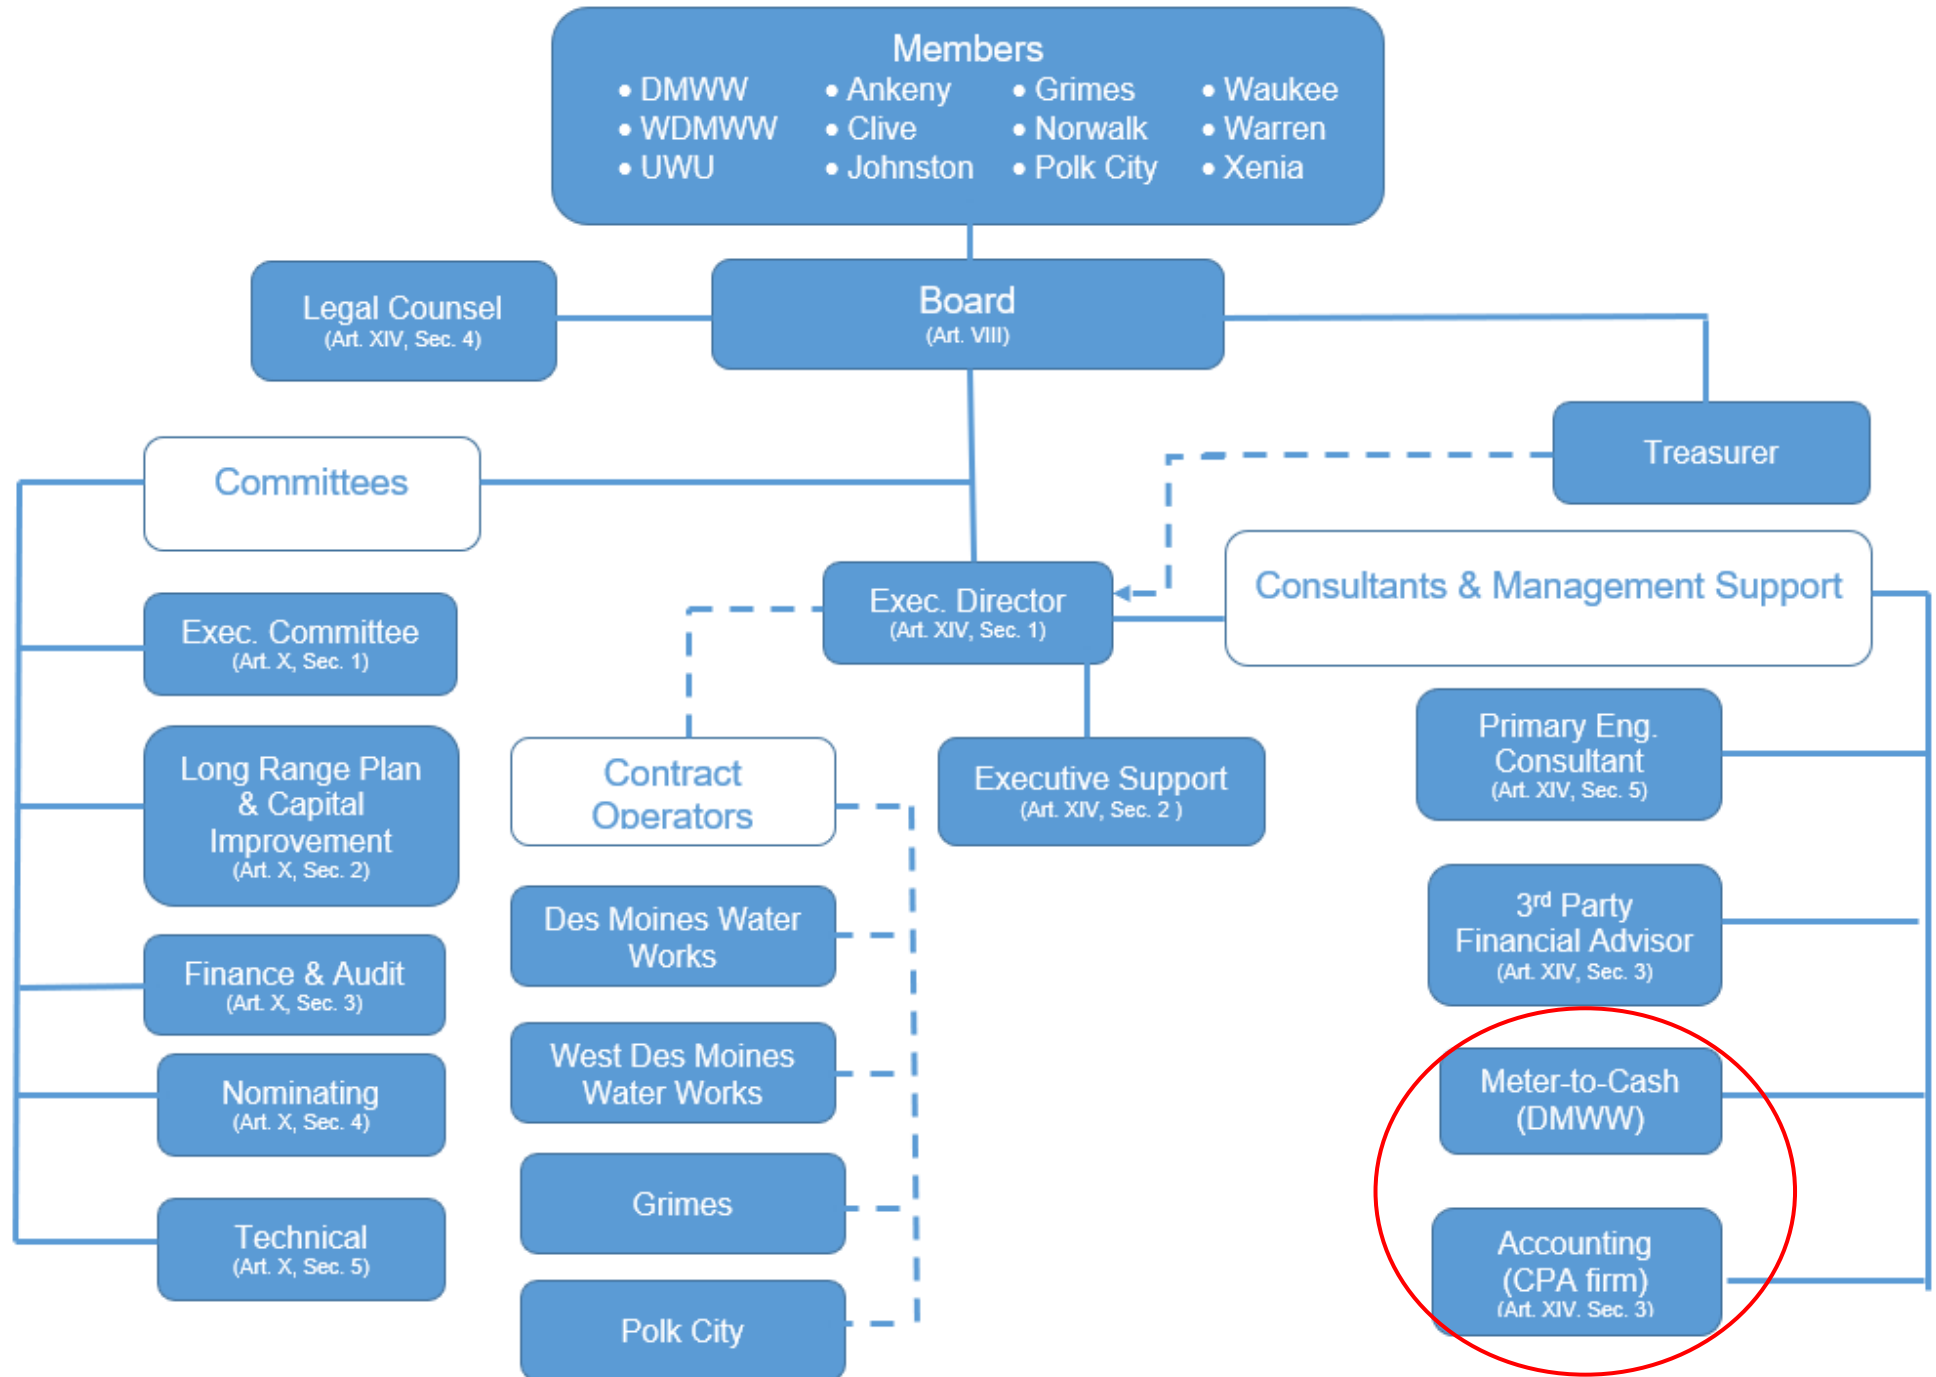 Members
• DMWW
• WDMWW
• UWU
• Ankeny
• Clive
• Johnston
• Grimes
• Norwalk
• Polk City
• Waukee
• Warren
• Xenia
Legal Counsel
(Art. XIV, Sec. 4)
Board
(Art. VIII)
Treasurer
Committees
Exec. Director
(Art. XIV, Sec. 1)
Consultants & Management Support
Exec. Committee
(Art. X, Sec. 1)
Long Range Plan
& Capital
Improvement
(Art. X, Sec. 2)
Finance & Audit
(Art. X, Sec. 3)
Nominating
(Art. X, Sec. 4)
Technical
(Art. X, Sec. 5)
Contract
Operators
Des Moines Water
Works
West Des Moines
Water Works
Grimes
Polk City
Executive Support
(Art. XIV, Sec. 2 )
Primary Eng.
Consultant
(Art. XIV, Sec. 5)
3rd Party
Financial Advisor
(Art. XIV, Sec. 3)
Meter-to-Cash
(DMWW)
Accounting
(CPA firm)
(Art. XIV. Sec. 3)